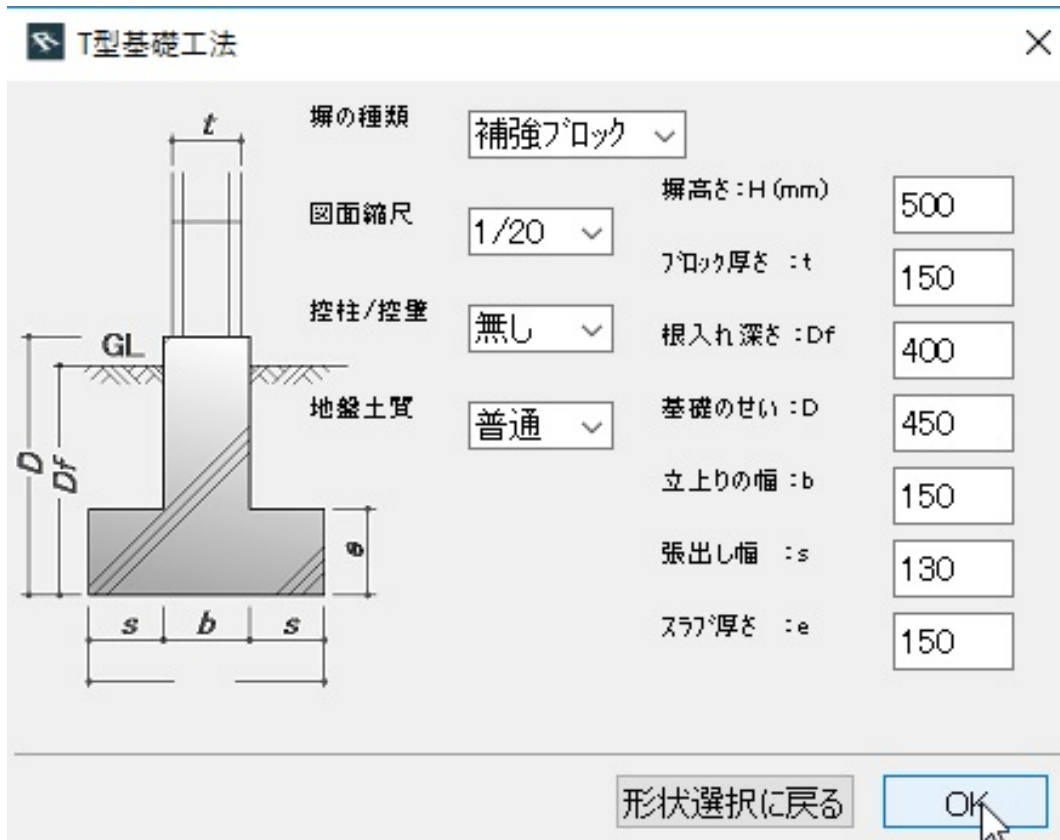 T型基礎工法
塀の種類
補強ブロック
図面縮尺
1/20
控柱/控壁
無し
地盤土質
普通
塀高さ:H(mm)
500
ブロック厚さ :t
150
根入れ深さ :Df
400
基礎のせい :D
450
立上りの幅 :b
150
張出し幅 :s
130
スラブ厚さ :e
150
t
GL
D
Df
e
s
b
s
形状選択に戻る
OK